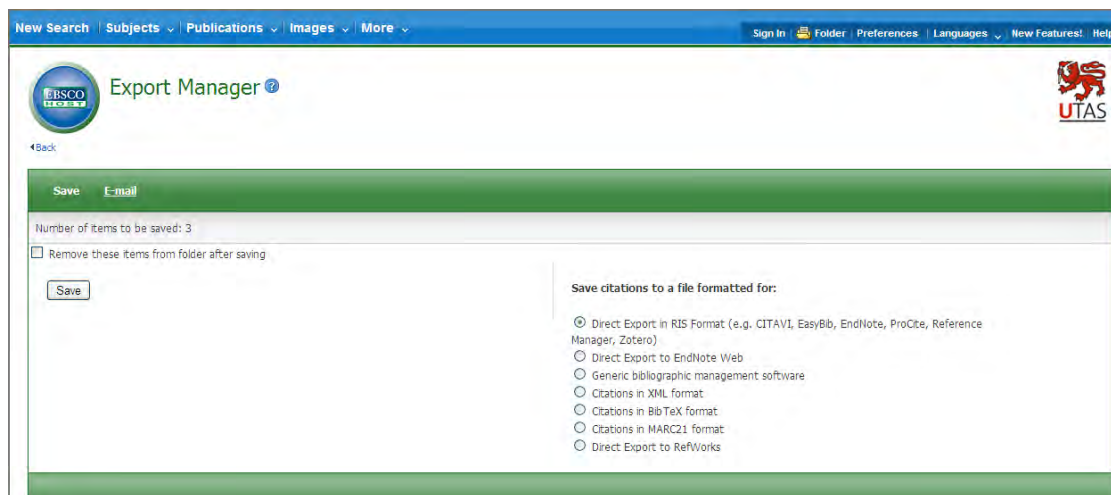 New Search Subjects Publications Images More
Sign In Folder Preferences Languages New Features! Help
EBSCO
HOST
Export Manager
UTAS
Back
Save E-mail
Number of items to be saved: 3
Remove these items from folder after saving
Save
Save citations to a file formatted for:
Direct Export in RIS Format (e.g. CITAVI, EasyBib, EndNote, ProCite, Reference
Manager, Zotero)
Direct Export to EndNote Web
Generic bibliographic management software
Citations in XML format
Citations in BibTeX format
Citations in MARC21 format
Direct Export to RefWorks